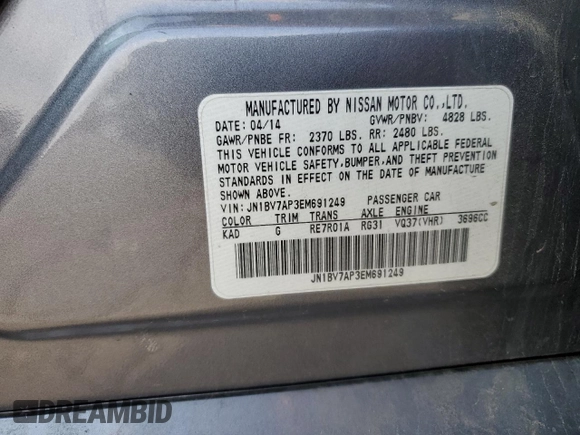 MANUFACTURED BY NISSAN MOTOR CO.,LTD.
DATE: 04/14 GVWR/PNBV: 4828 LBS.
GAWR/PNBE FR: 2370 LBS. RR: 2480 LBS.
THIS VEHICLE CONFORMS TO ALL APPLICABLE FEDERAL
MOTOR VEHICLE SAFETY,BUMPER,AND THEFT PREVENTION
STANDARDS IN EFFECT ON THE DATE OF MANUFACTURE
SHOWN ABOVE.
VIN: JN1BV7AP3EM691249 PASSENGER CAR
COLOR TRIM TRANS AXLE ENGINE
KAD G RE7R01A RG31 VQ37(VHR) 3696CC
JN1BV7AP3EM691249
DREAMBID